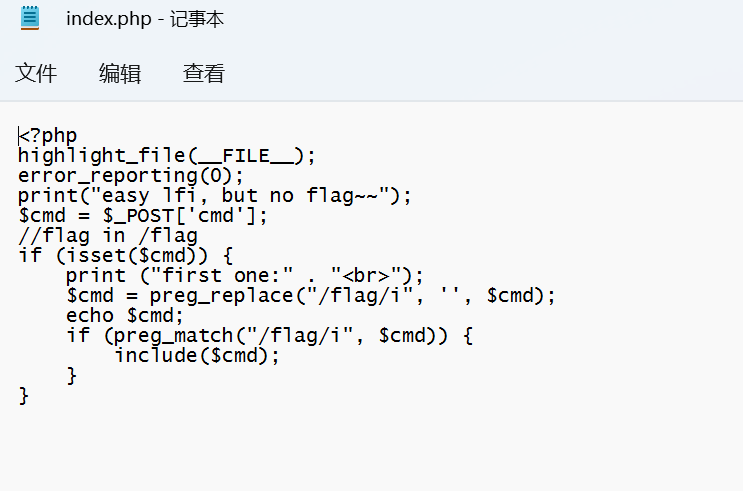 index.php - 记事本
文件 编辑 查看
<?php
highlight_file(__FILE__);
error_reporting(0);
print("easy lfi, but no flag~~");
$cmd = $_POST['cmd'];
//flag in /flag
if (isset($cmd)) {
    print ("first one:" . "<br>");
    $cmd = preg_replace("/flag/i", '', $cmd);
    echo $cmd;
    if (preg_match("/flag/i", $cmd)) {
        include($cmd);
    }
}